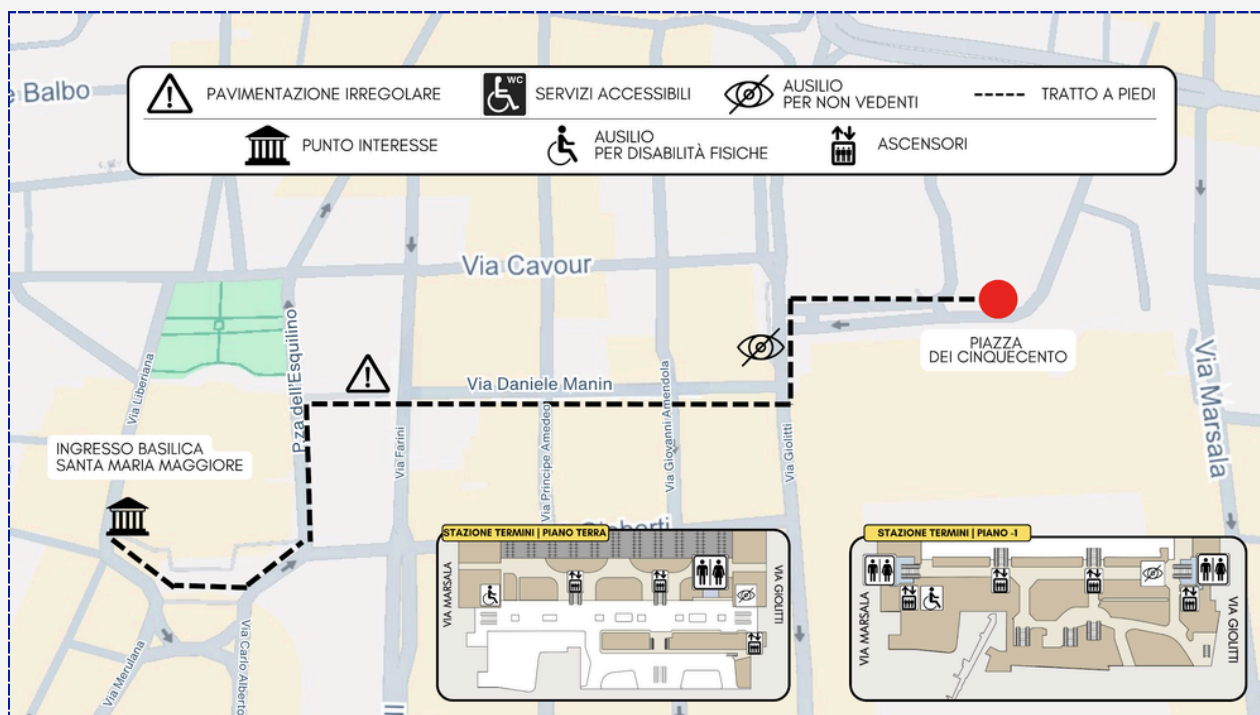 e Balbo
PAVIMENTAZIONE IRREGOLARE
WC
SERVIZI ACCESSIBILI
AUSILIO
PER NON VEDENTI
TRATTO A PIEDI
PUNTO INTERESSE
AUSILIO
PER DISABILITÀ FISICHE
ASCENSORI
Via Cavour
PIAZZA
DEI CINQUECENTO
Via Liberiana
P.za dell'Esquilino
Via Daniele Manin
Via Farini
Via Principe Amedeo
Via Giovanni Amendola
Via Giolitti
Via Marsala
INGRESSO BASILICA
SANTA MARIA MAGGIORE
Via Merulana
Via Carlo Alberto
STAZIONE TERMINI | PIANO TERRA
VIA MARSALA
VIA GIOLITTI
STAZIONE TERMINI | PIANO -1
VIA MARSALA
VIA GIOLITTI